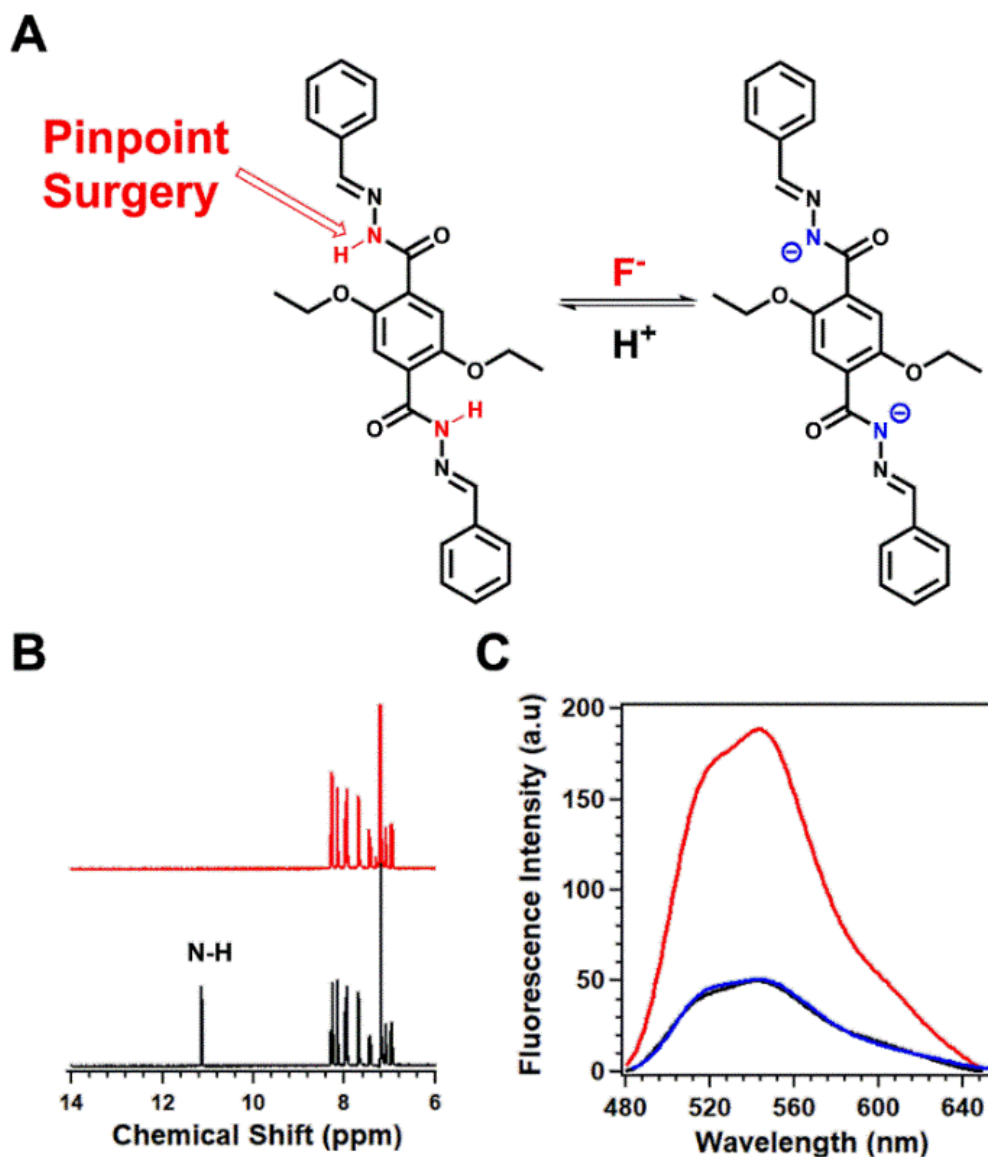 A
Pinpoint
Surgery
N
N
H
O
O
O
O
H
N
N
F-
H+
N
N
⊖
O
O
O
O
N
⊖
N
B
N-H
14
12
10
8
6
Chemical Shift (ppm)
C
Fluorescence Intensity (a.u)
200
150
100
50
0
480
520
560
600
640
Wavelength (nm)